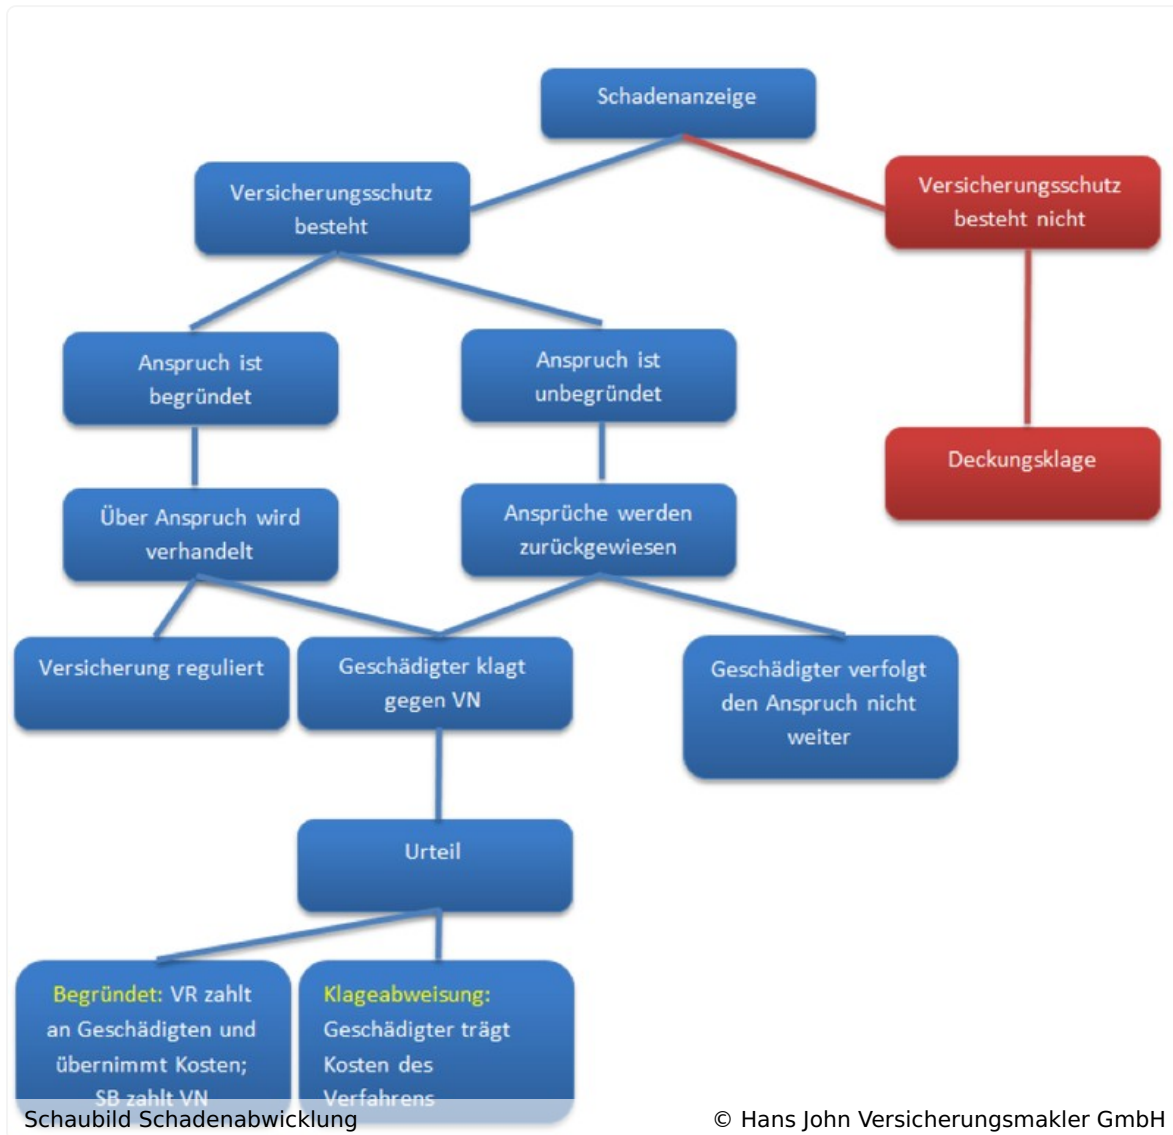 Schadenanzeige
Versicherungsschutz
besteht
Versicherungsschutz
besteht nicht
Anspruch ist
begründet
Anspruch ist
unbegründet
Deckungsklage
Über Anspruch wird
verhandelt
Ansprüche werden
zurückgewiesen
Versicherung reguliert
Geschädigter klagt
gegen VN
Geschädigter verfolgt
den Anspruch nicht
weiter
Urteil
Begründet: VR zahlt
an Geschädigten und
übernimmt Kosten;
SB zahlt VN
Klageabweisung:
Geschädigter trägt
Kosten des
Verfahrens
Schaubild Schadenabwicklung
© Hans John Versicherungsmakler GmbH